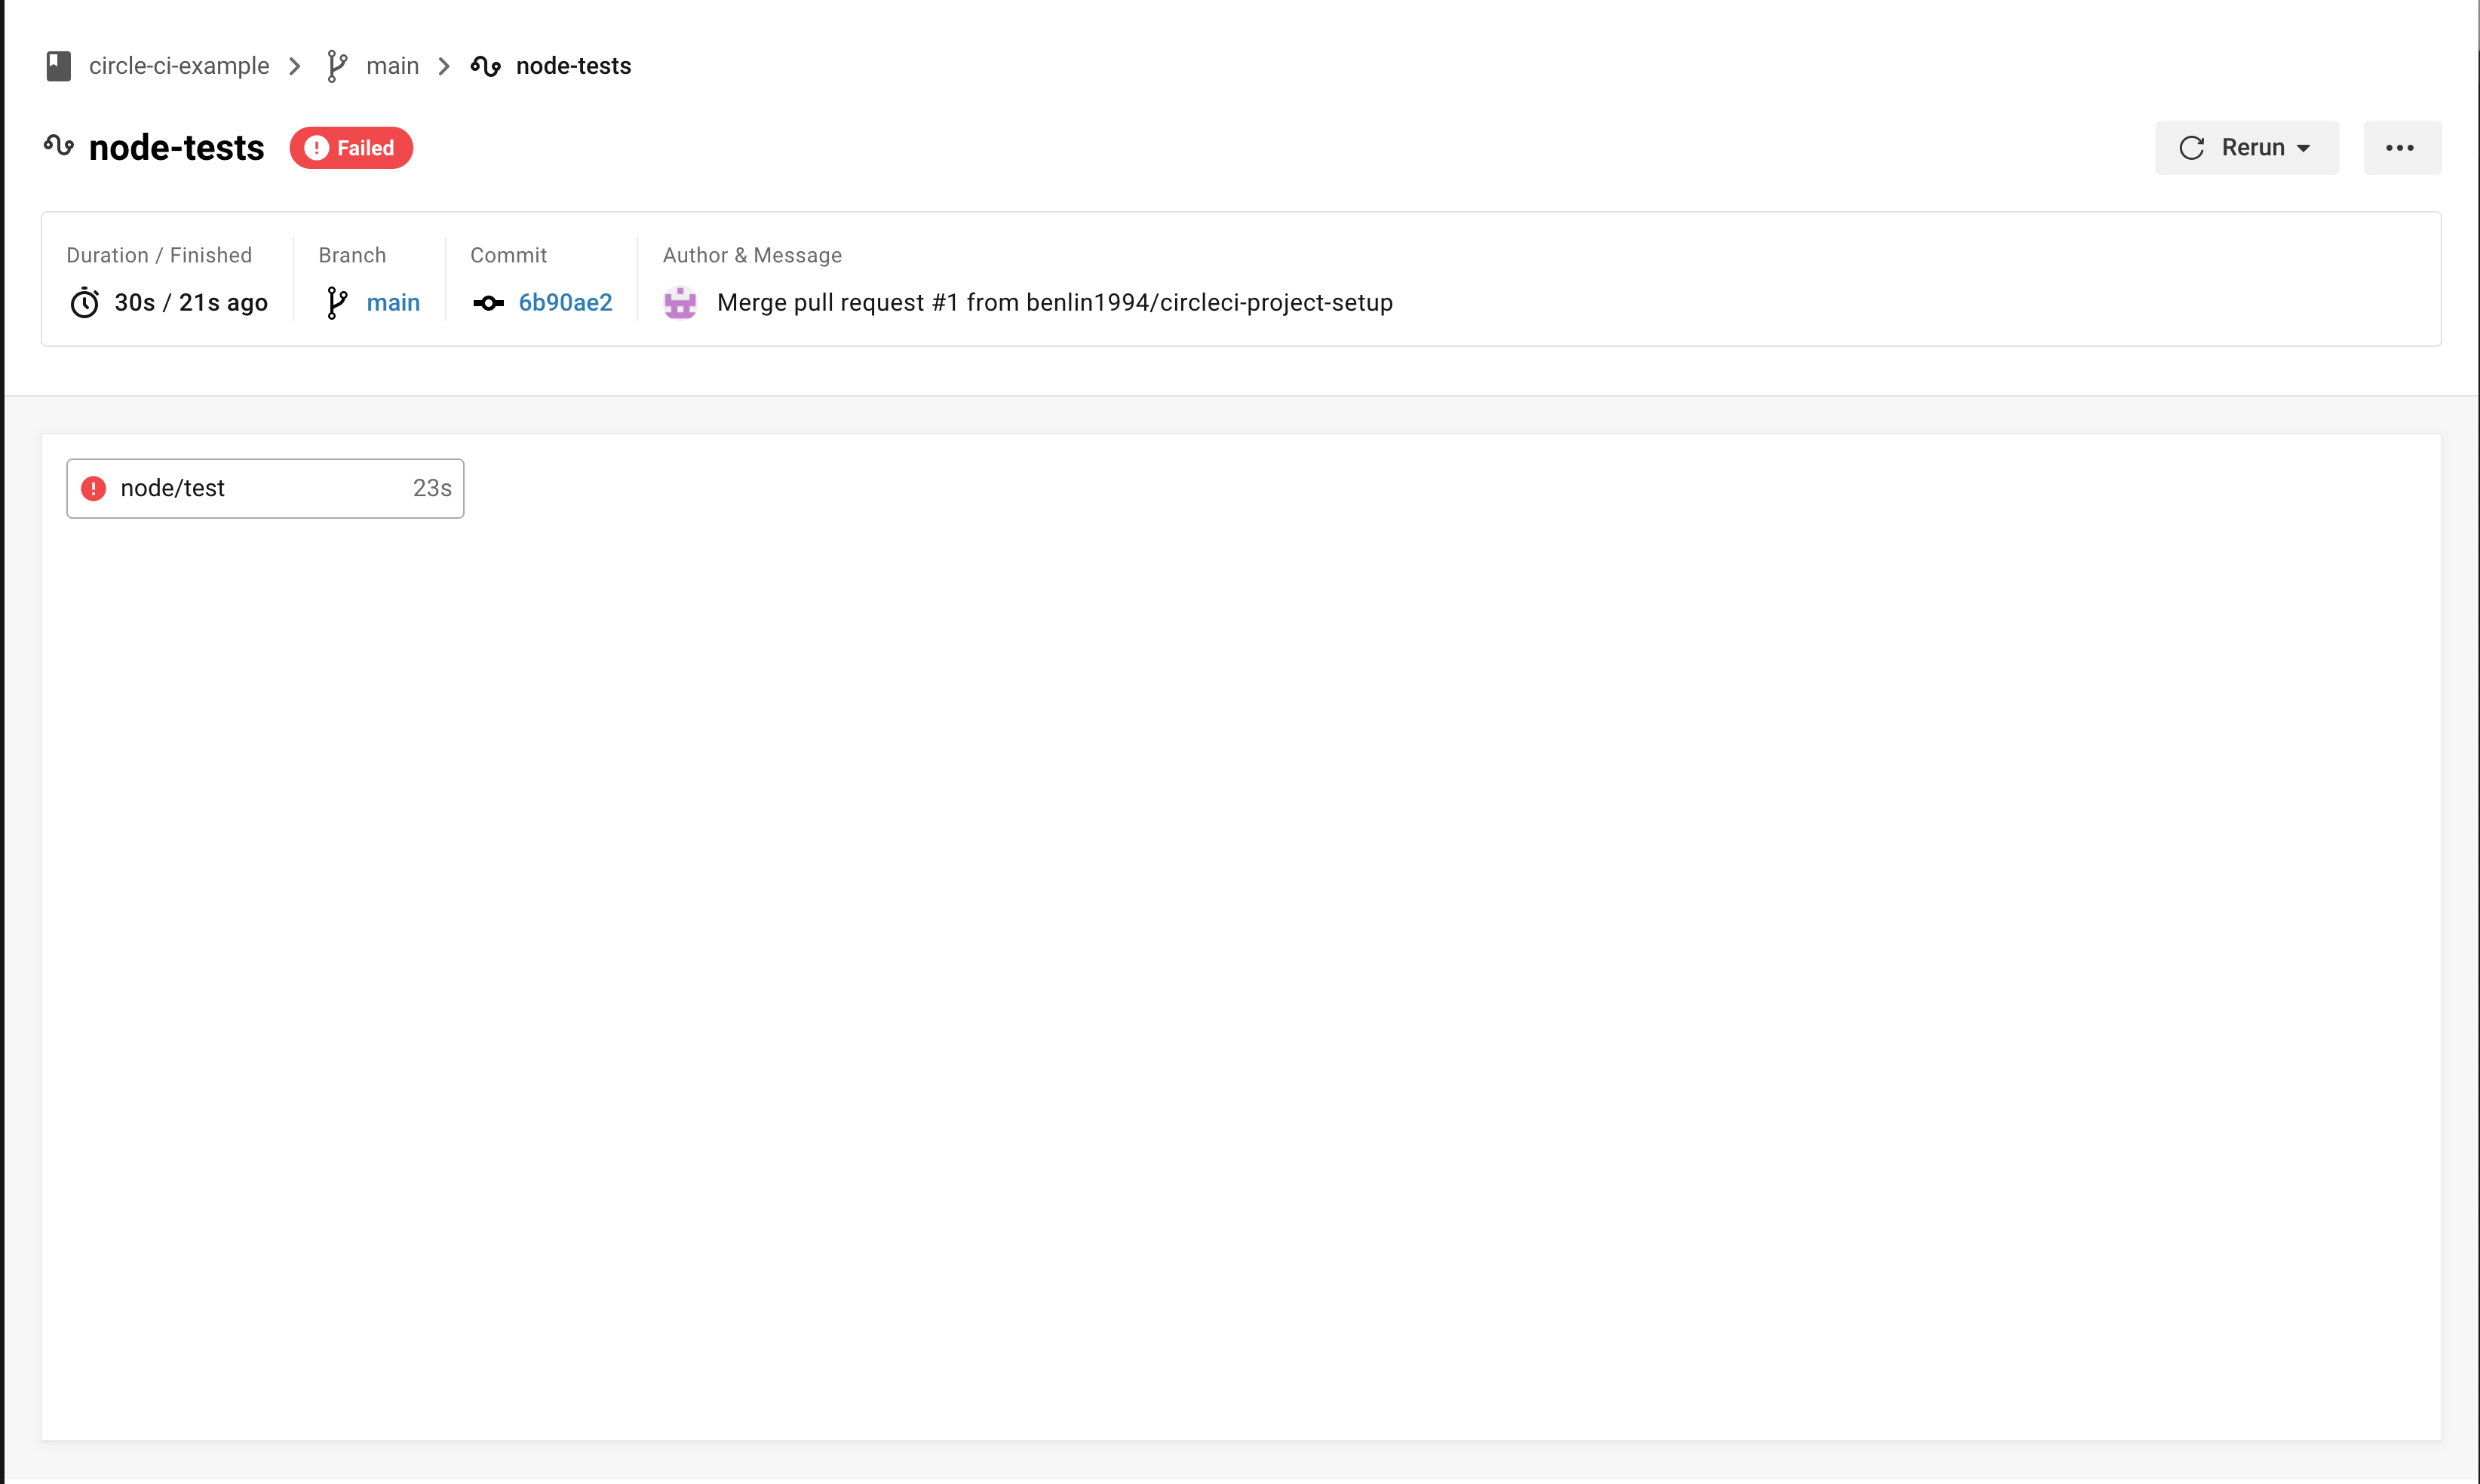 circle-ci-example > main > node-tests
node-tests Failed Rerun ...
Duration / Finished Branch Commit Author & Message
30s / 21s ago main 6b90ae2 Merge pull request #1 from benlin1994/circleci-project-setup
node/test 23s